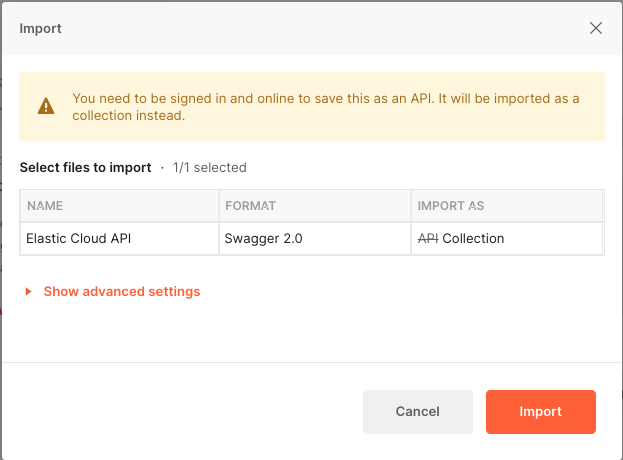 Import
You need to be signed in and online to save this as an API. It will be imported as a
collection instead.
Select files to import · 1/1 selected
NAME FORMAT IMPORT AS
Elastic Cloud API Swagger 2.0 API Collection
Show advanced settings
Cancel Import